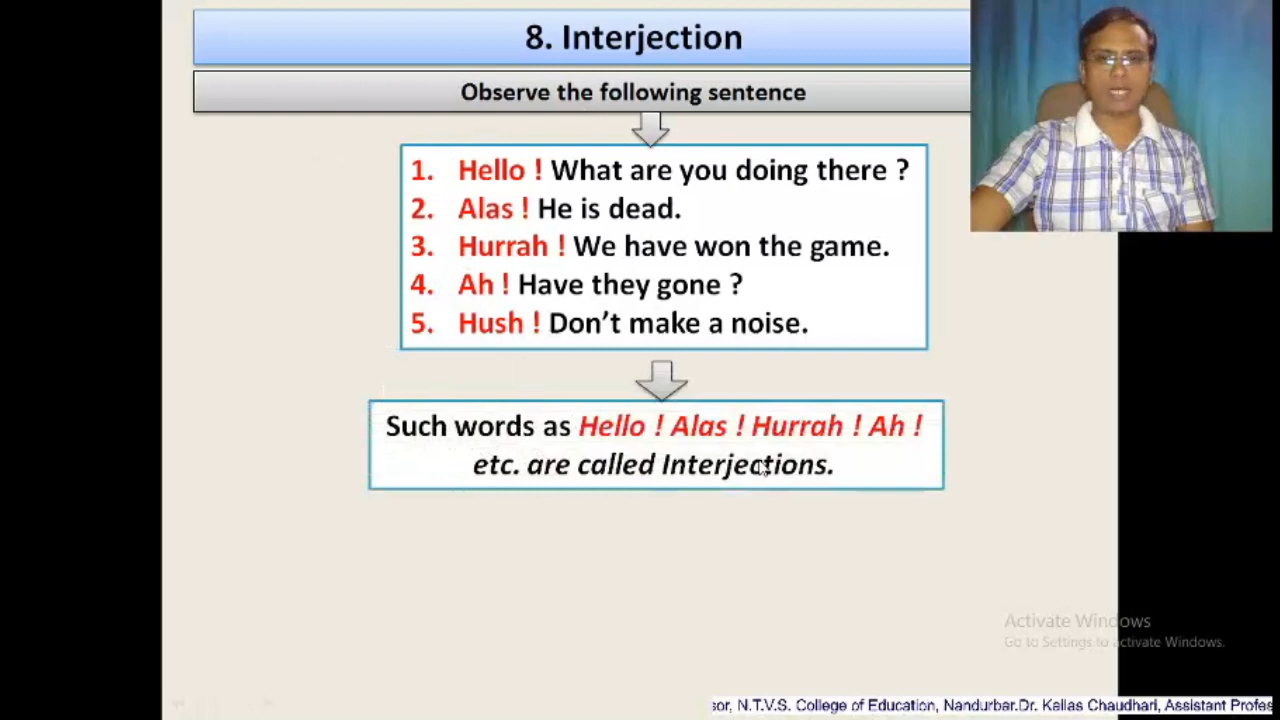 8. Interjection
Observe the following sentence
1. Hello ! What are you doing there ?
2. Alas ! He is dead.
3. Hurrah ! We have won the game.
4. Ah ! Have they gone ?
5. Hush ! Don’t make a noise.
Such words as Hello ! Alas ! Hurrah ! Ah !
etc. are called Interjections.
Activate Windows
Go to Settings to activate Windows.
sor, N.T.V.S. College of Education, Nandurbar.Dr. Kailas Chaudhari, Assistant Profes